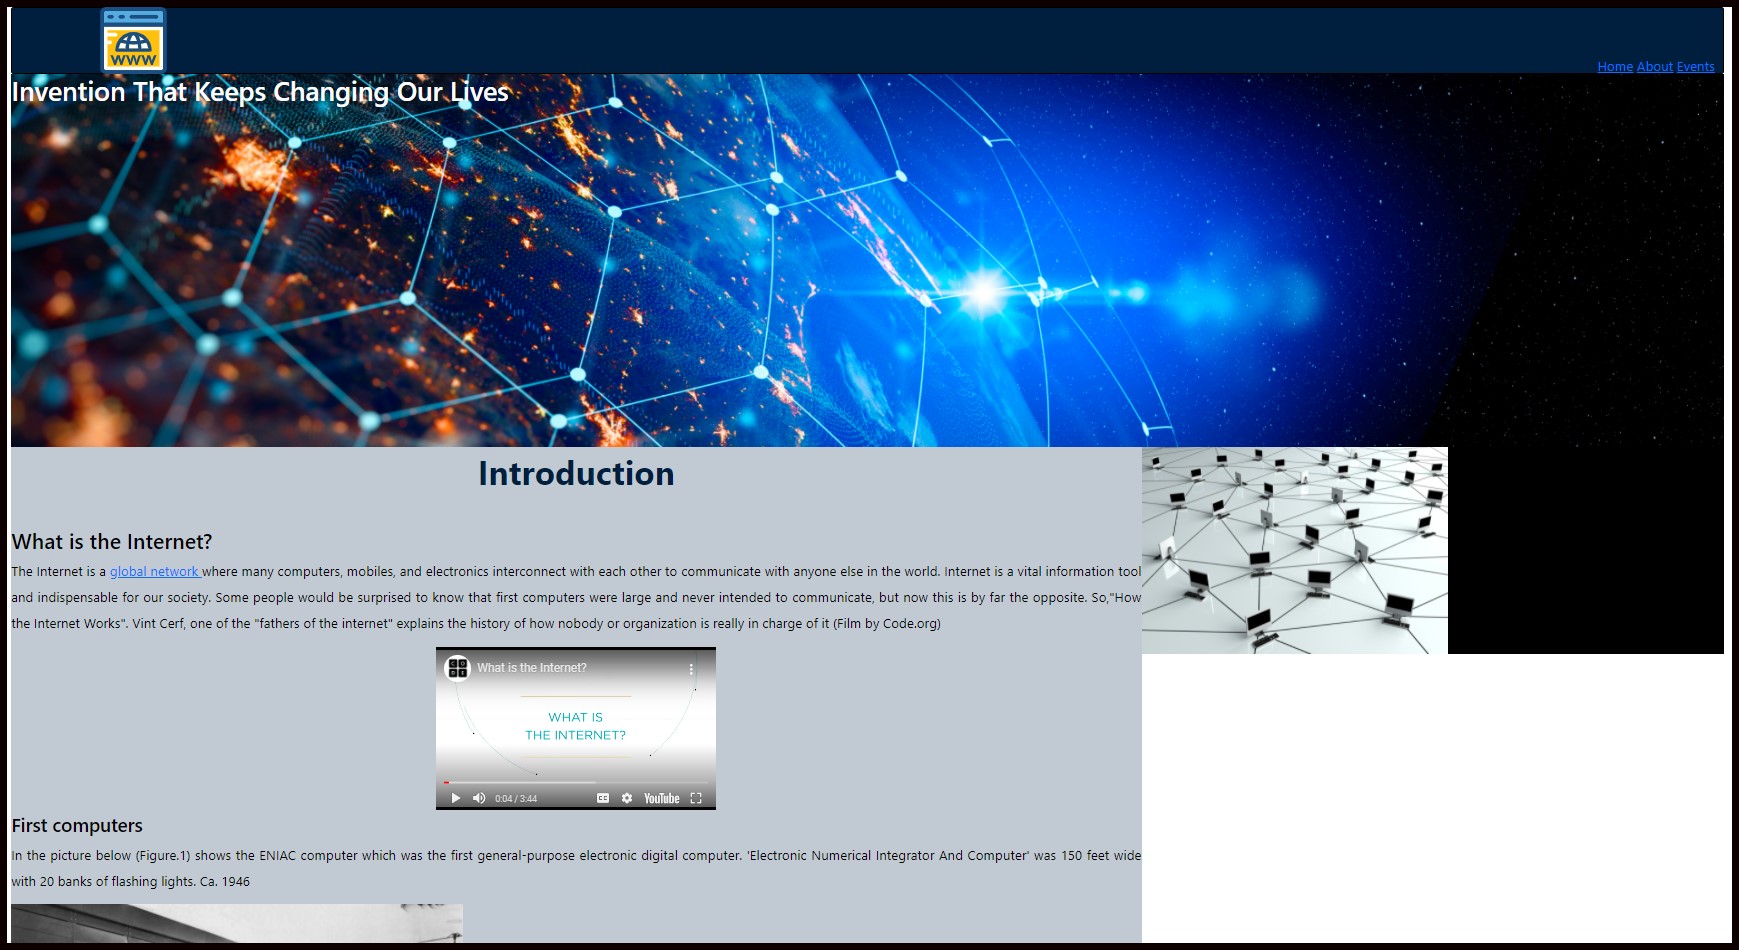 WWW
Home About Events
Invention That Keeps Changing Our Lives
Introduction
What is the Internet?
The Internet is a global network where many computers, mobiles, and electronics interconnect with each other to communicate with anyone else in the world. Internet is a vital information tool
and indispensable for our society. Some people would be surprised to know that first computers were large and never intended to communicate, but now this is by far the opposite. So,"How
the Internet Works". Vint Cerf, one of the "fathers of the internet" explains the history of how nobody or organization is really in charge of it (Film by Code.org)
What is the Internet?
WHAT IS
THE INTERNET?
0:04 / 3:44 CC YouTube
First computers
In the picture below (Figure.1) shows the ENIAC computer which was the first general-purpose electronic digital computer. 'Electronic Numerical Integrator And Computer' was 150 feet wide
with 20 banks of flashing lights. Ca. 1946